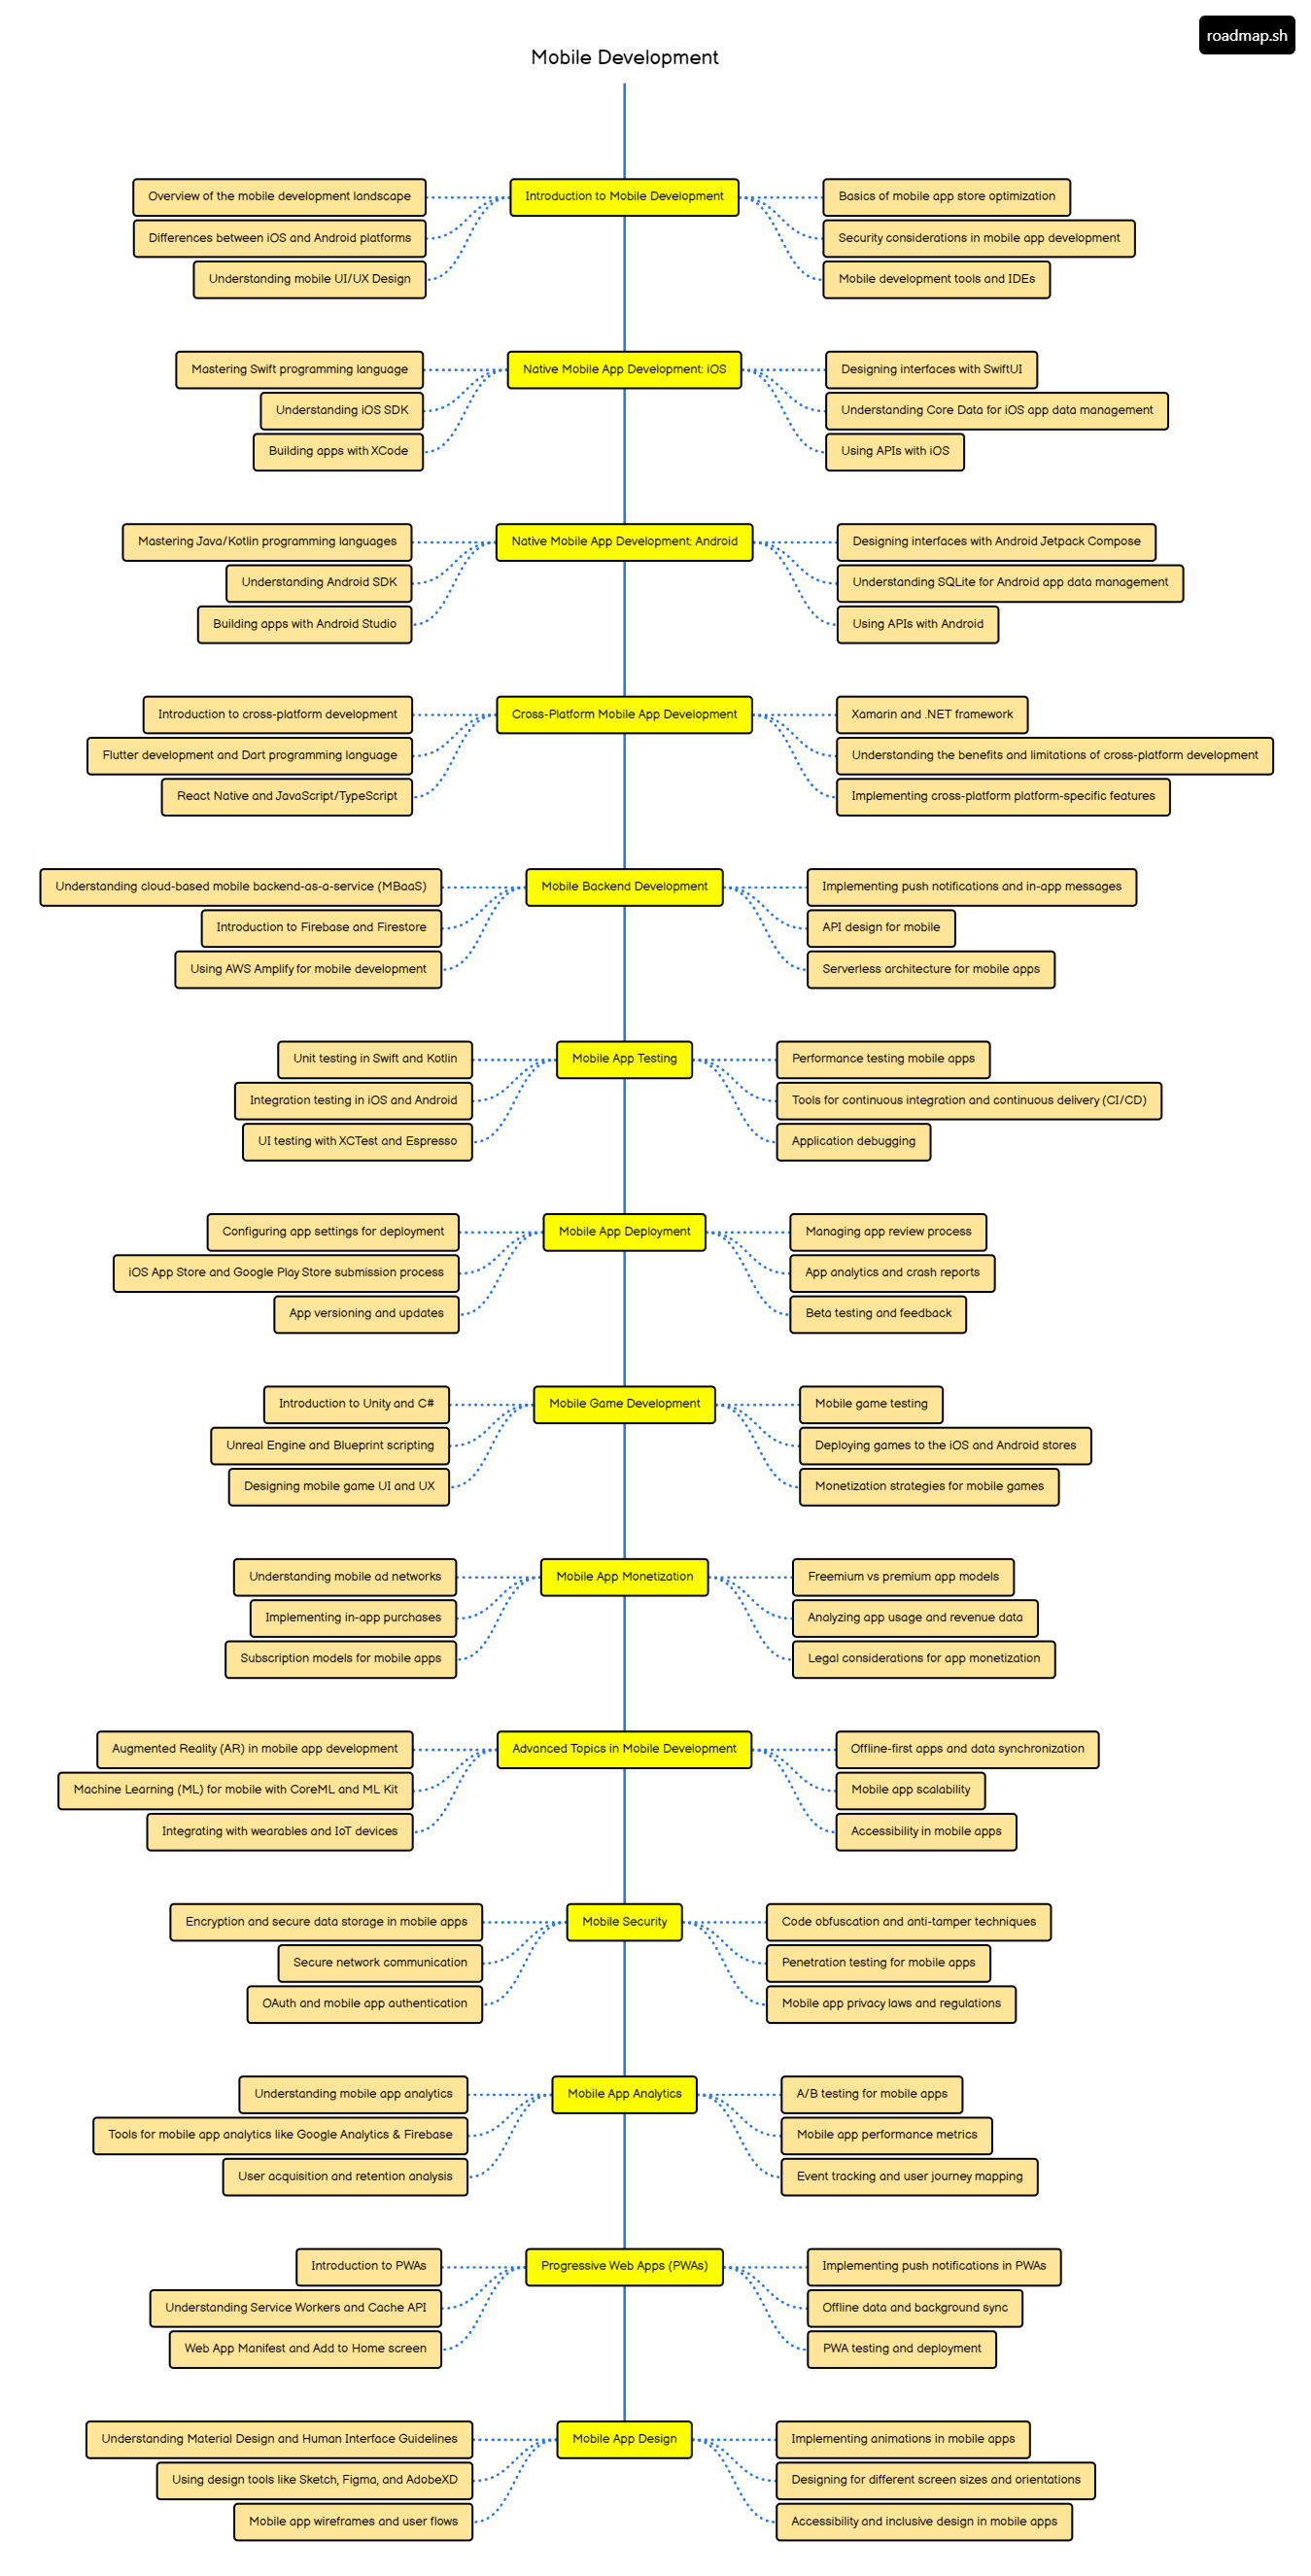 roadmap.sh
Mobile Development
Introduction to Mobile Development
Overview of the mobile development landscape
Differences between iOS and Android platforms
Understanding mobile UI/UX Design
Basics of mobile app store optimization
Security considerations in mobile app development
Mobile development tools and IDEs
Native Mobile App Development: iOS
Mastering Swift programming language
Understanding iOS SDK
Building apps with XCode
Designing interfaces with SwiftUI
Understanding Core Data for iOS app data management
Using APIs with iOS
Native Mobile App Development: Android
Mastering Java/Kotlin programming languages
Understanding Android SDK
Building apps with Android Studio
Designing interfaces with Android Jetpack Compose
Understanding SQLite for Android app data management
Using APIs with Android
Cross-Platform Mobile App Development
Introduction to cross-platform development
Flutter development and Dart programming language
React Native and JavaScript/TypeScript
Xamarin and .NET framework
Understanding the benefits and limitations of cross-platform development
Implementing cross-platform platform-specific features
Mobile Backend Development
Understanding cloud-based mobile backend-as-a-service (MBaaS)
Introduction to Firebase and Firestore
Using AWS Amplify for mobile development
Implementing push notifications and in-app messages
API design for mobile
Serverless architecture for mobile apps
Mobile App Testing
Unit testing in Swift and Kotlin
Integration testing in iOS and Android
UI testing with XCTest and Espresso
Performance testing mobile apps
Tools for continuous integration and continuous delivery (CI/CD)
Application debugging
Mobile App Deployment
Configuring app settings for deployment
iOS App Store and Google Play Store submission process
App versioning and updates
Managing app review process
App analytics and crash reports
Beta testing and feedback
Mobile Game Development
Introduction to Unity and C#
Unreal Engine and Blueprint scripting
Designing mobile game UI and UX
Mobile game testing
Deploying games to the iOS and Android stores
Monetization strategies for mobile games
Mobile App Monetization
Understanding mobile ad networks
Implementing in-app purchases
Subscription models for mobile apps
Freemium vs premium app models
Analyzing app usage and revenue data
Legal considerations for app monetization
Advanced Topics in Mobile Development
Augmented Reality (AR) in mobile app development
Machine Learning (ML) for mobile with CoreML and ML Kit
Integrating with wearables and IoT devices
Offline-first apps and data synchronization
Mobile app scalability
Accessibility in mobile apps
Mobile Security
Encryption and secure data storage in mobile apps
Secure network communication
OAuth and mobile app authentication
Code obfuscation and anti-tamper techniques
Penetration testing for mobile apps
Mobile app privacy laws and regulations
Mobile App Analytics
Understanding mobile app analytics
Tools for mobile app analytics like Google Analytics & Firebase
User acquisition and retention analysis
A/B testing for mobile apps
Mobile app performance metrics
Event tracking and user journey mapping
Progressive Web Apps (PWAs)
Introduction to PWAs
Understanding Service Workers and Cache API
Web App Manifest and Add to Home screen
Implementing push notifications in PWAs
Offline data and background sync
PWA testing and deployment
Mobile App Design
Understanding Material Design and Human Interface Guidelines
Using design tools like Sketch, Figma, and AdobeXD
Mobile app wireframes and user flows
Implementing animations in mobile apps
Designing for different screen sizes and orientations
Accessibility and inclusive design in mobile apps